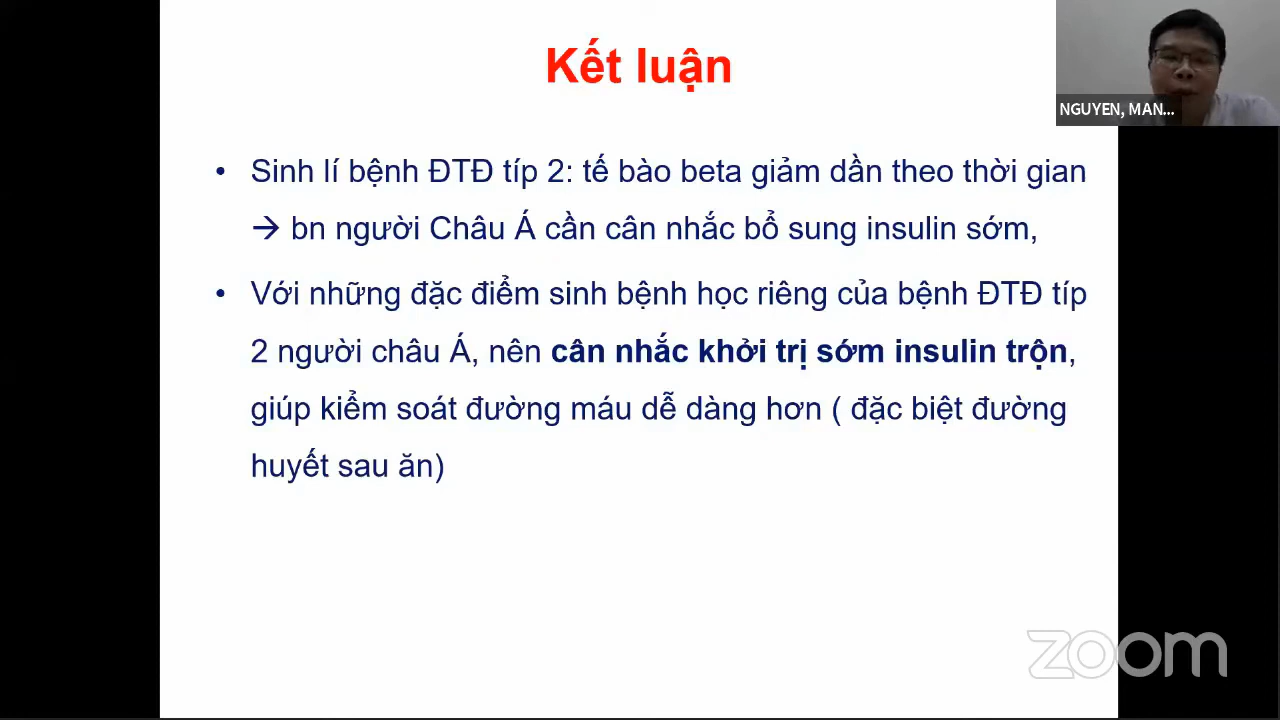 Kết luận
NGUYEN, MAN...
• Sinh lí bệnh ĐTĐ típ 2: tế bào beta giảm dần theo thời gian
→ bn người Châu Á cần cân nhắc bổ sung insulin sớm,
• Với những đặc điểm sinh bệnh học riêng của bệnh ĐTĐ típ
2 người châu Á, nên cân nhắc khởi trị sớm insulin trộn,
giúp kiểm soát đường máu dễ dàng hơn ( đặc biệt đường
huyết sau ăn)
zoom